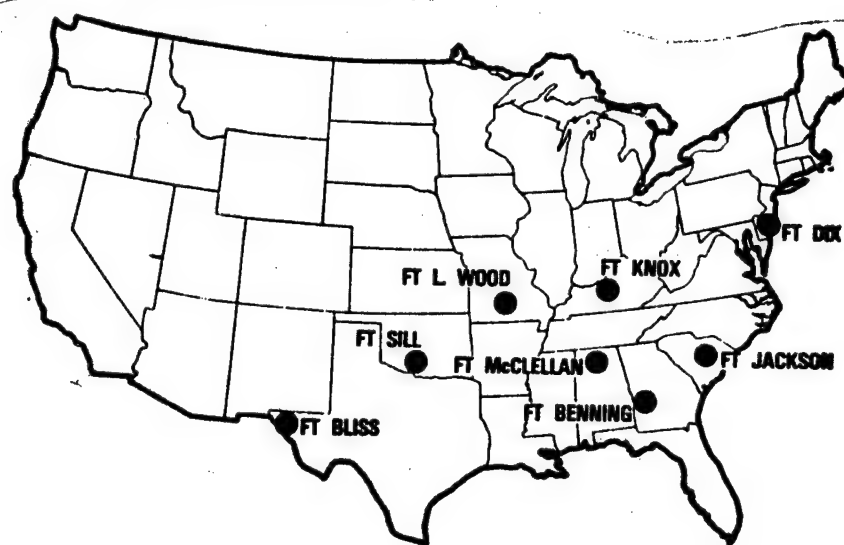 FT DIX
FT KNOX
FT L. WOOD
FT SILL
FT McCLELLAN
FT JACKSON
FT BENNING
FT BLISS